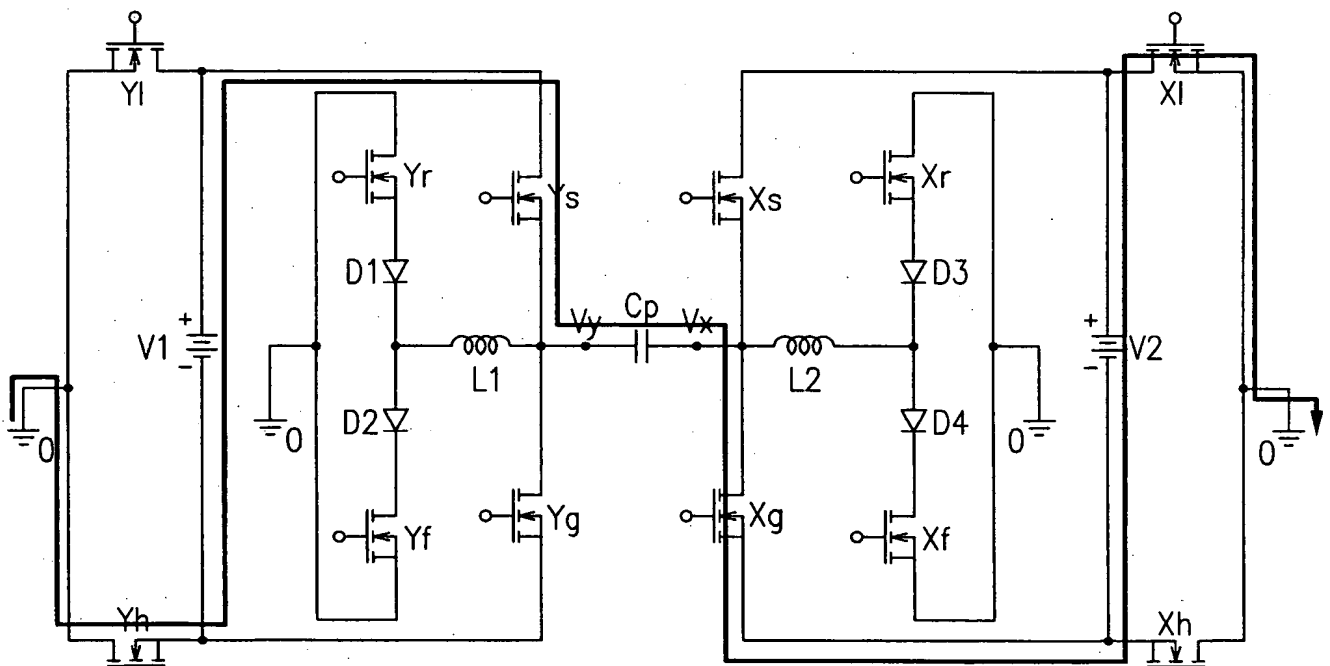 Yl
Xl
Yr
Ys
Xs
Xr
D1
D3
Cp
Vy
Vx
+
V1
-
L1
L2
+
V2
-
0
D2
0
D4
0
0
Yf
Yg
Xg
Xf
Yh
Xh